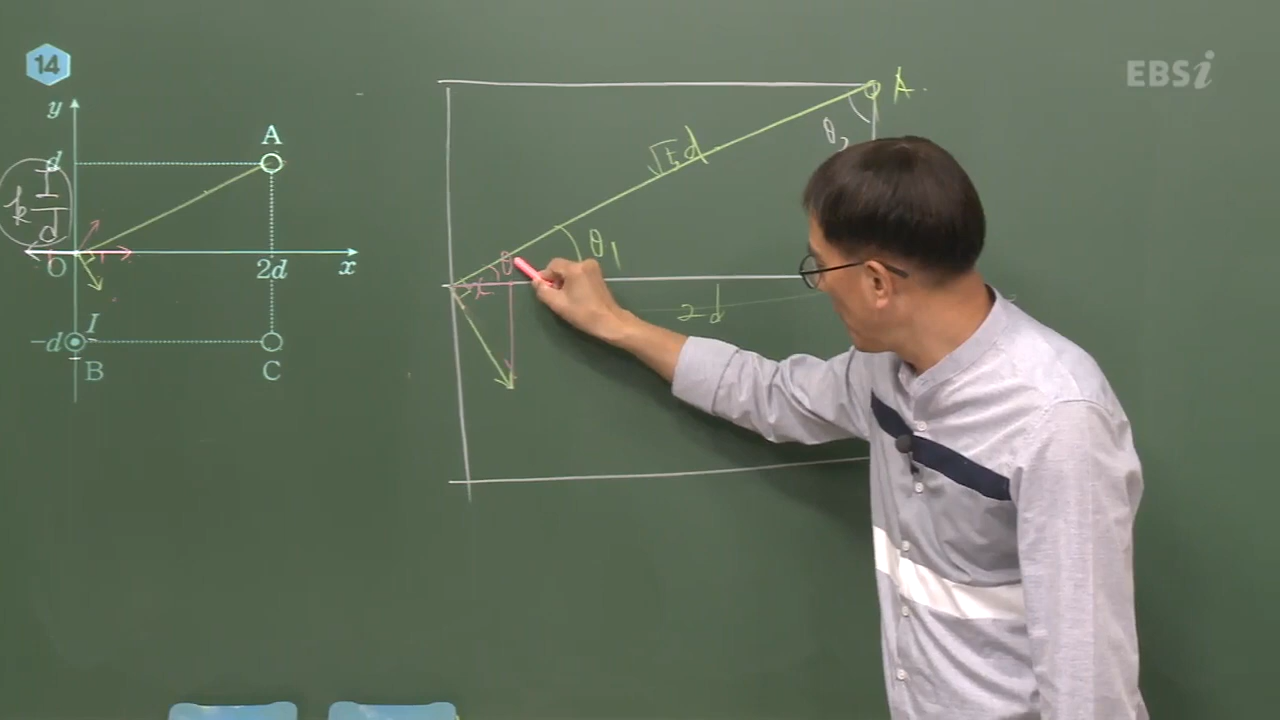 14
EBSi
y
A
d
k I/d
O
2d
x
-d
I
B
C
A.
θ₂
√5d
θ₁
θ
x
2d